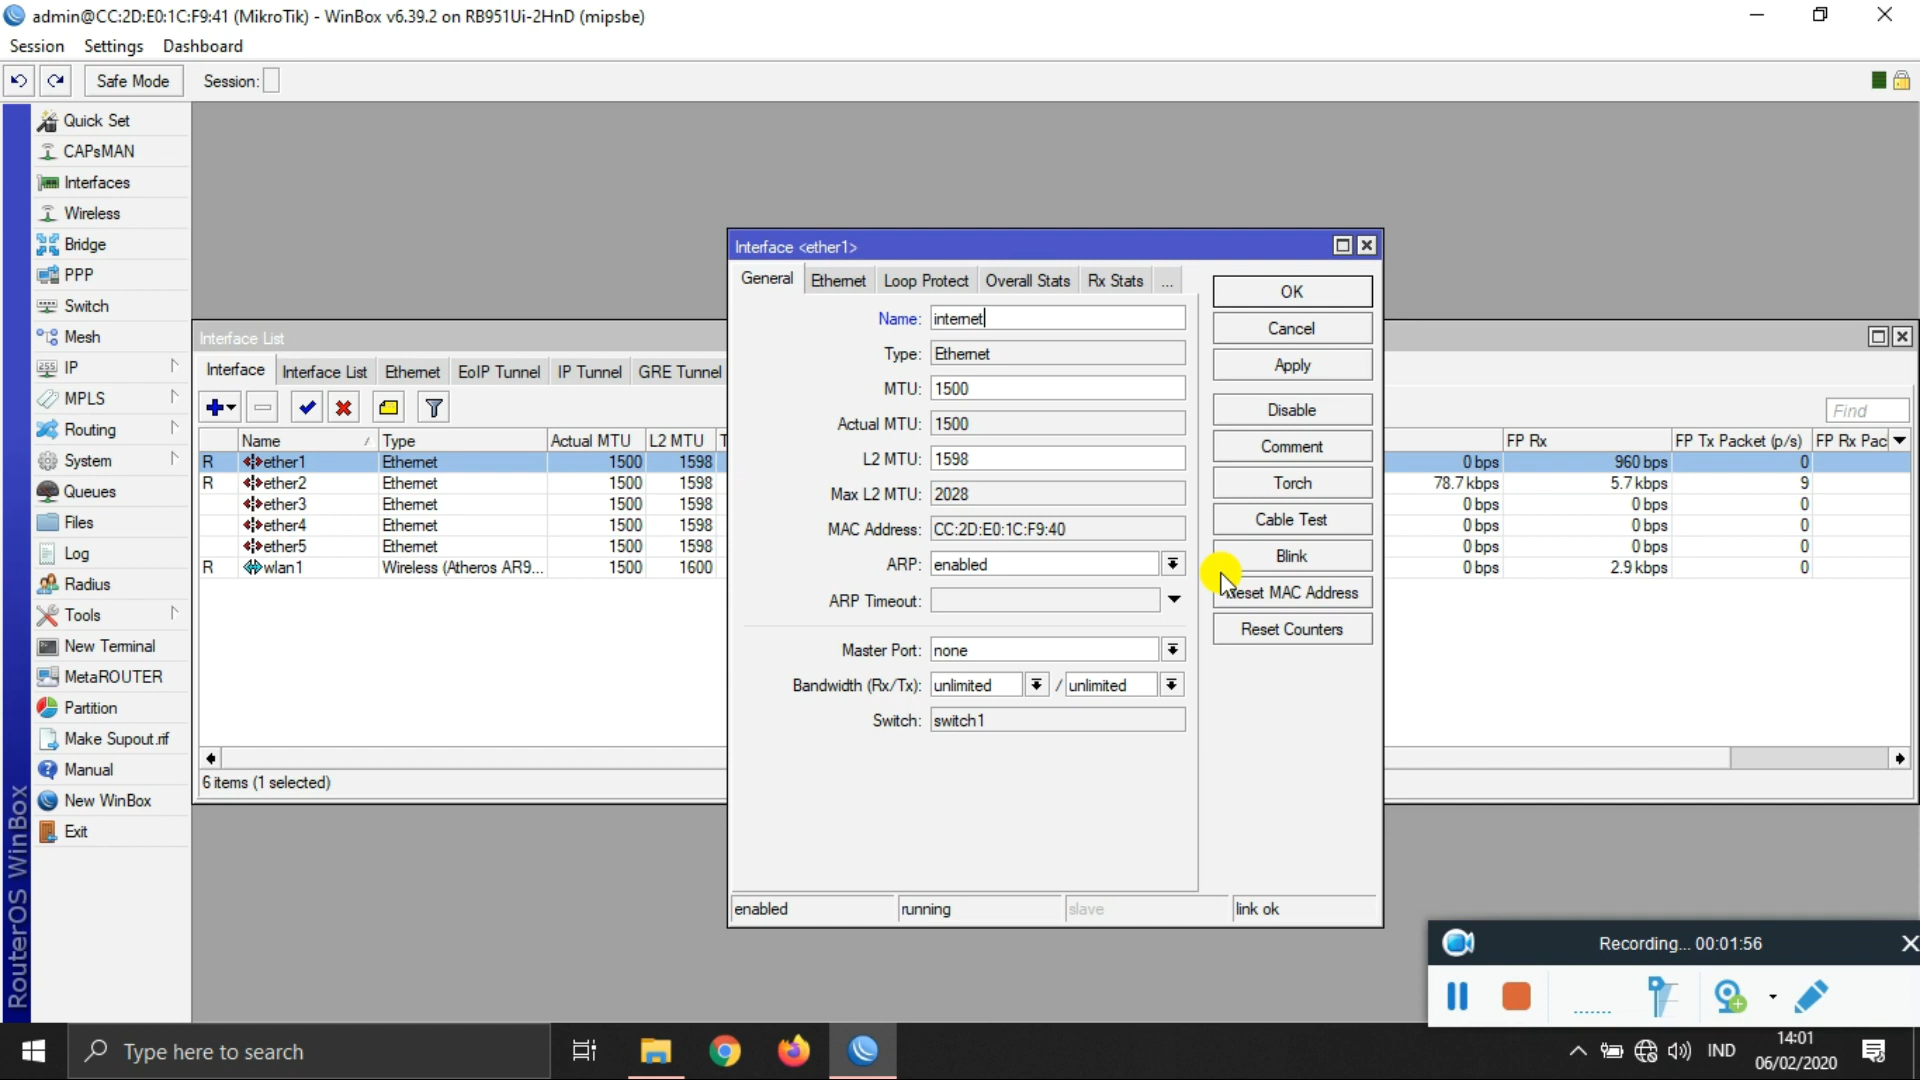 admin@CC:2D:E0:1C:F9:41 (MikroTik) - WinBox v6.39.2 on RB951Ui-2HnD (mipsbe)
Session Settings Dashboard
Safe Mode Session:
Quick Set
CAPsMAN
Interfaces
Wireless
Bridge
PPP
Switch
Mesh
IP
MPLS
Routing
System
Queues
Files
Log
Radius
Tools
New Terminal
MetaROUTER
Partition
Make Supout.rif
Manual
New WinBox
Exit
RouterOS WinBox
Interface List
Interface Interface List Ethernet EoIP Tunnel IP Tunnel GRE Tunnel
Find
Name Type Actual MTU L2 MTU T FP Rx FP Tx Packet (p/s) FP Rx Pac
R ether1 Ethernet 1500 1598 0 bps 960 bps 0
R ether2 Ethernet 1500 1598 78.7 kbps 5.7 kbps 9
ether3 Ethernet 1500 1598 0 bps 0 bps 0
ether4 Ethernet 1500 1598 0 bps 0 bps 0
ether5 Ethernet 1500 1598 0 bps 0 bps 0
R wlan1 Wireless (Atheros AR9... 1500 1600 0 bps 2.9 kbps 0
6 items (1 selected)
Interface <ether1>
General Ethernet Loop Protect Overall Stats Rx Stats ...
Name: internet
Type: Ethernet
MTU: 1500
Actual MTU: 1500
L2 MTU: 1598
Max L2 MTU: 2028
MAC Address: CC:2D:E0:1C:F9:40
ARP: enabled
ARP Timeout:
Master Port: none
Bandwidth (Rx/Tx): unlimited / unlimited
Switch: switch1
OK
Cancel
Apply
Disable
Comment
Torch
Cable Test
Blink
Reset MAC Address
Reset Counters
enabled running slave link ok
Recording... 00:01:56
Type here to search
IND
14:01
06/02/2020